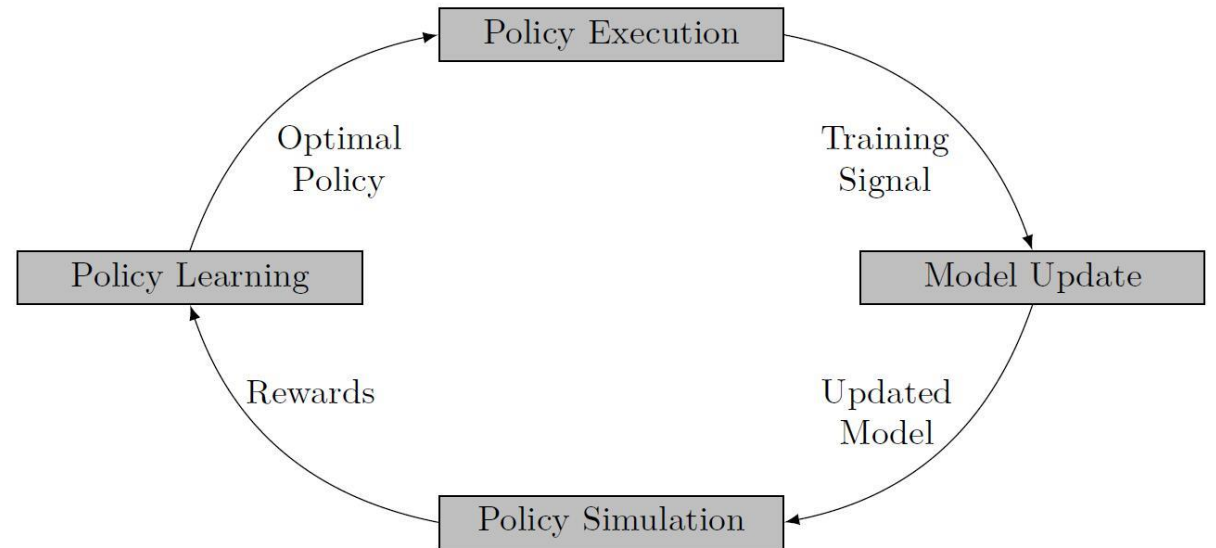 Policy Execution
Optimal
Policy
Training
Signal
Policy Learning
Model Update
Rewards
Updated
Model
Policy Simulation